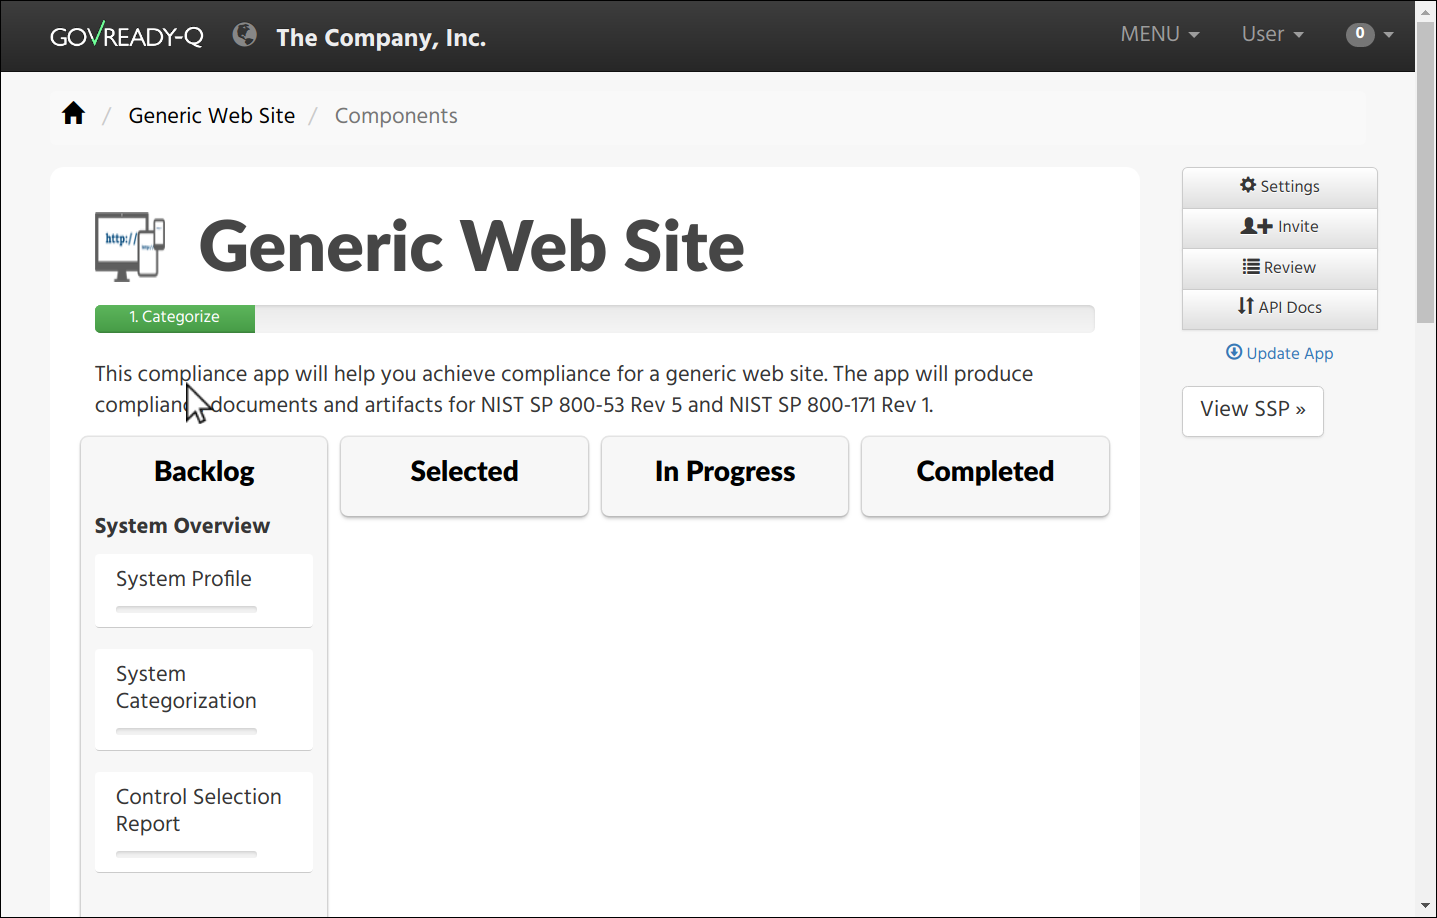 GOVREADY-Q The Company, Inc. MENU User 0
/ Generic Web Site / Components
http://
Generic Web Site
1. Categorize
This compliance app will help you achieve compliance for a generic web site. The app will produce
complianc documents and artifacts for NIST SP 800-53 Rev 5 and NIST SP 800-171 Rev 1.
Backlog
System Overview
System Profile
System
Categorization
Control Selection
Report
Selected
In Progress
Completed
Settings
Invite
Review
API Docs
Update App
View SSP »